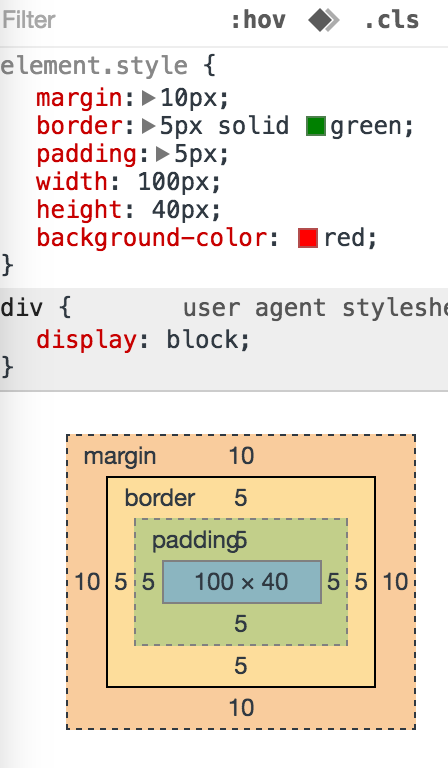 Filter :hov .cls
element.style {
margin: 10px;
border: 5px solid green;
padding: 5px;
width: 100px;
height: 40px;
background-color: red;
}
div { user agent styleshe
display: block;
}
margin 10
border 5
padding 5
10 5 5 100 × 40 5 5 10
5
5
10